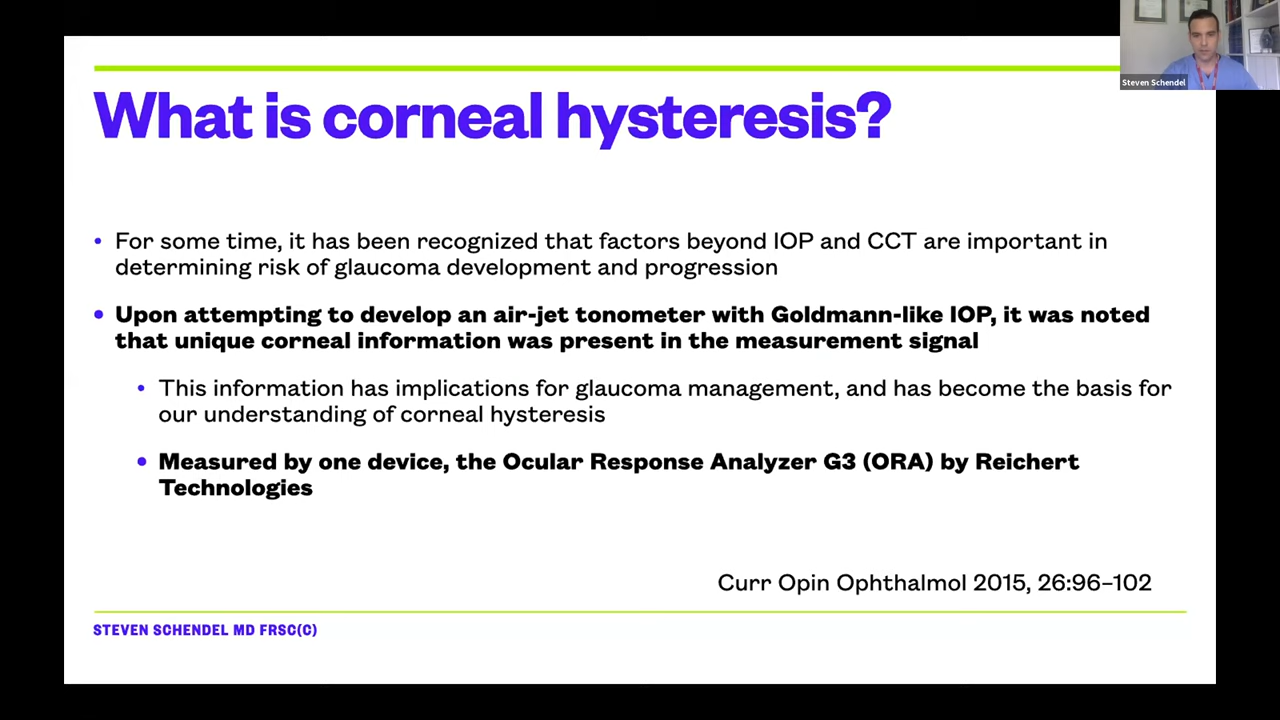 Steven Schendel
What is corneal hysteresis?
• For some time, it has been recognized that factors beyond IOP and CCT are important in
determining risk of glaucoma development and progression
• Upon attempting to develop an air-jet tonometer with Goldmann-like IOP, it was noted
that unique corneal information was present in the measurement signal
• This information has implications for glaucoma management, and has become the basis for
our understanding of corneal hysteresis
• Measured by one device, the Ocular Response Analyzer G3 (ORA) by Reichert
Technologies
Curr Opin Ophthalmol 2015, 26:96–102
STEVEN SCHENDEL MD FRSC(C)